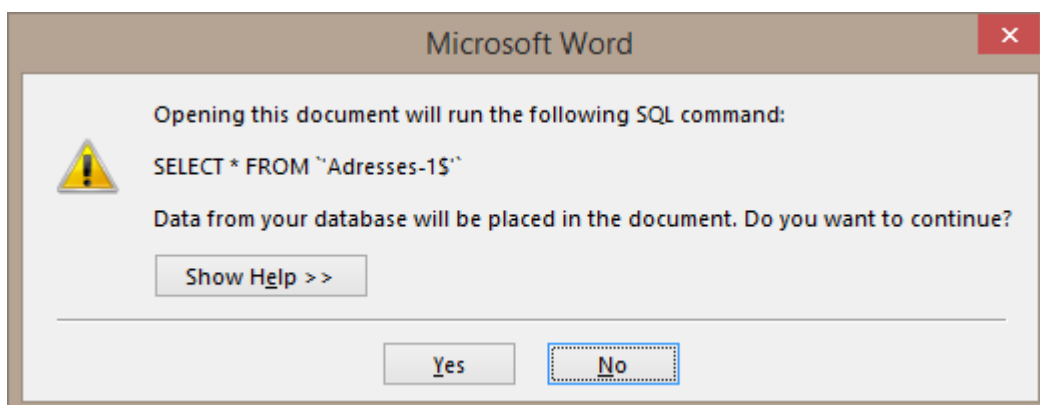 Microsoft Word
Opening this document will run the following SQL command:
SELECT * FROM `'Adresses-1$'`
Data from your database will be placed in the document. Do you want to continue?
Show Help >>
Yes
No